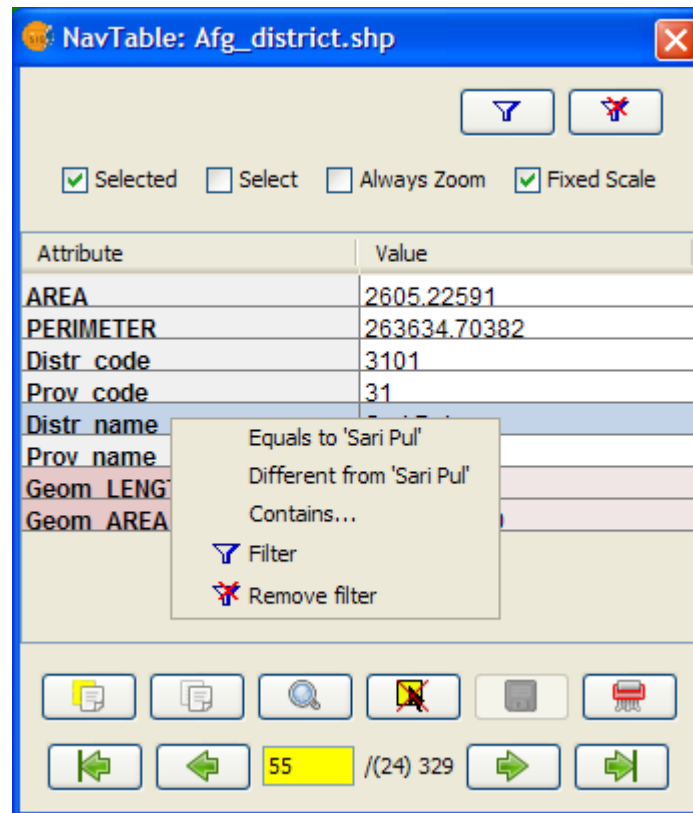 NavTable: Afg_district.shp
Selected Select Always Zoom Fixed Scale
Attribute Value
AREA 2605.22591
PERIMETER 263634.70382
Distr_code 3101
Prov_code 31
Distr_name
Prov_name
Geom_LENG
Geom_AREA
Equals to 'Sari Pul'
Different from 'Sari Pul'
Contains...
Filter
Remove filter
55 /(24) 329